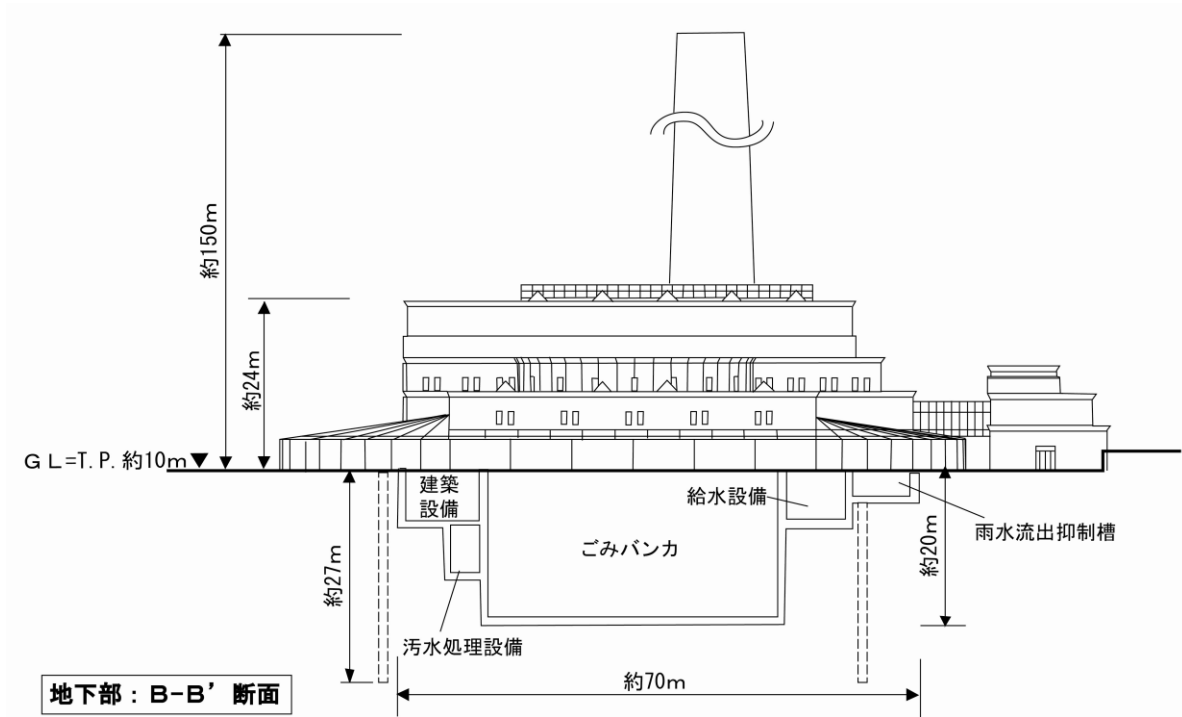 約150m
約24m
ＧＬ=T.P.約10m▼
建築
設備
給水設備
ごみバンカ
雨水流出抑制槽
約27m
約20m
汚水処理設備
約70m
地下部：Ｂ-Ｂ’断面